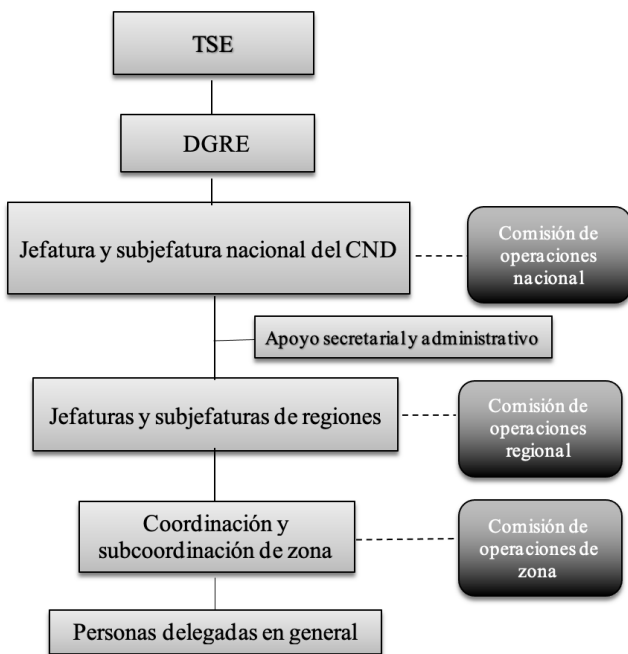 TSE
DGRE
Jefatura y subjefatura nacional del CND
Comisión de
operaciones
nacional
Apoyo secretarial y administrativo
Jefaturas y subjefaturas de regiones
Comisión de
operaciones
regional
Coordinación y
subcoordinación de zona
Comisión de
operaciones de
zona
Personas delegadas en general